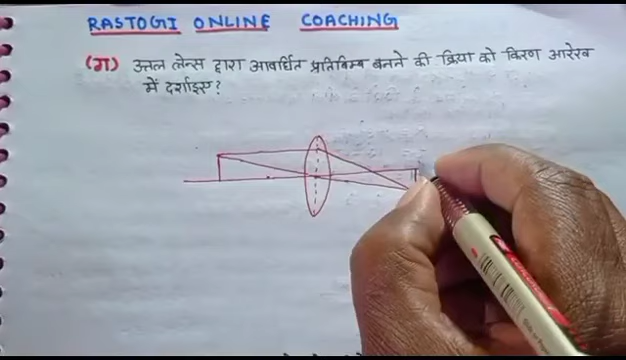 RASTOGI ONLINE COACHING
(ग) उत्तल लेन्स द्वारा आवर्धित प्रतिबिम्ब बनने की क्रिया को किरण आरेख
में दर्शाइए?